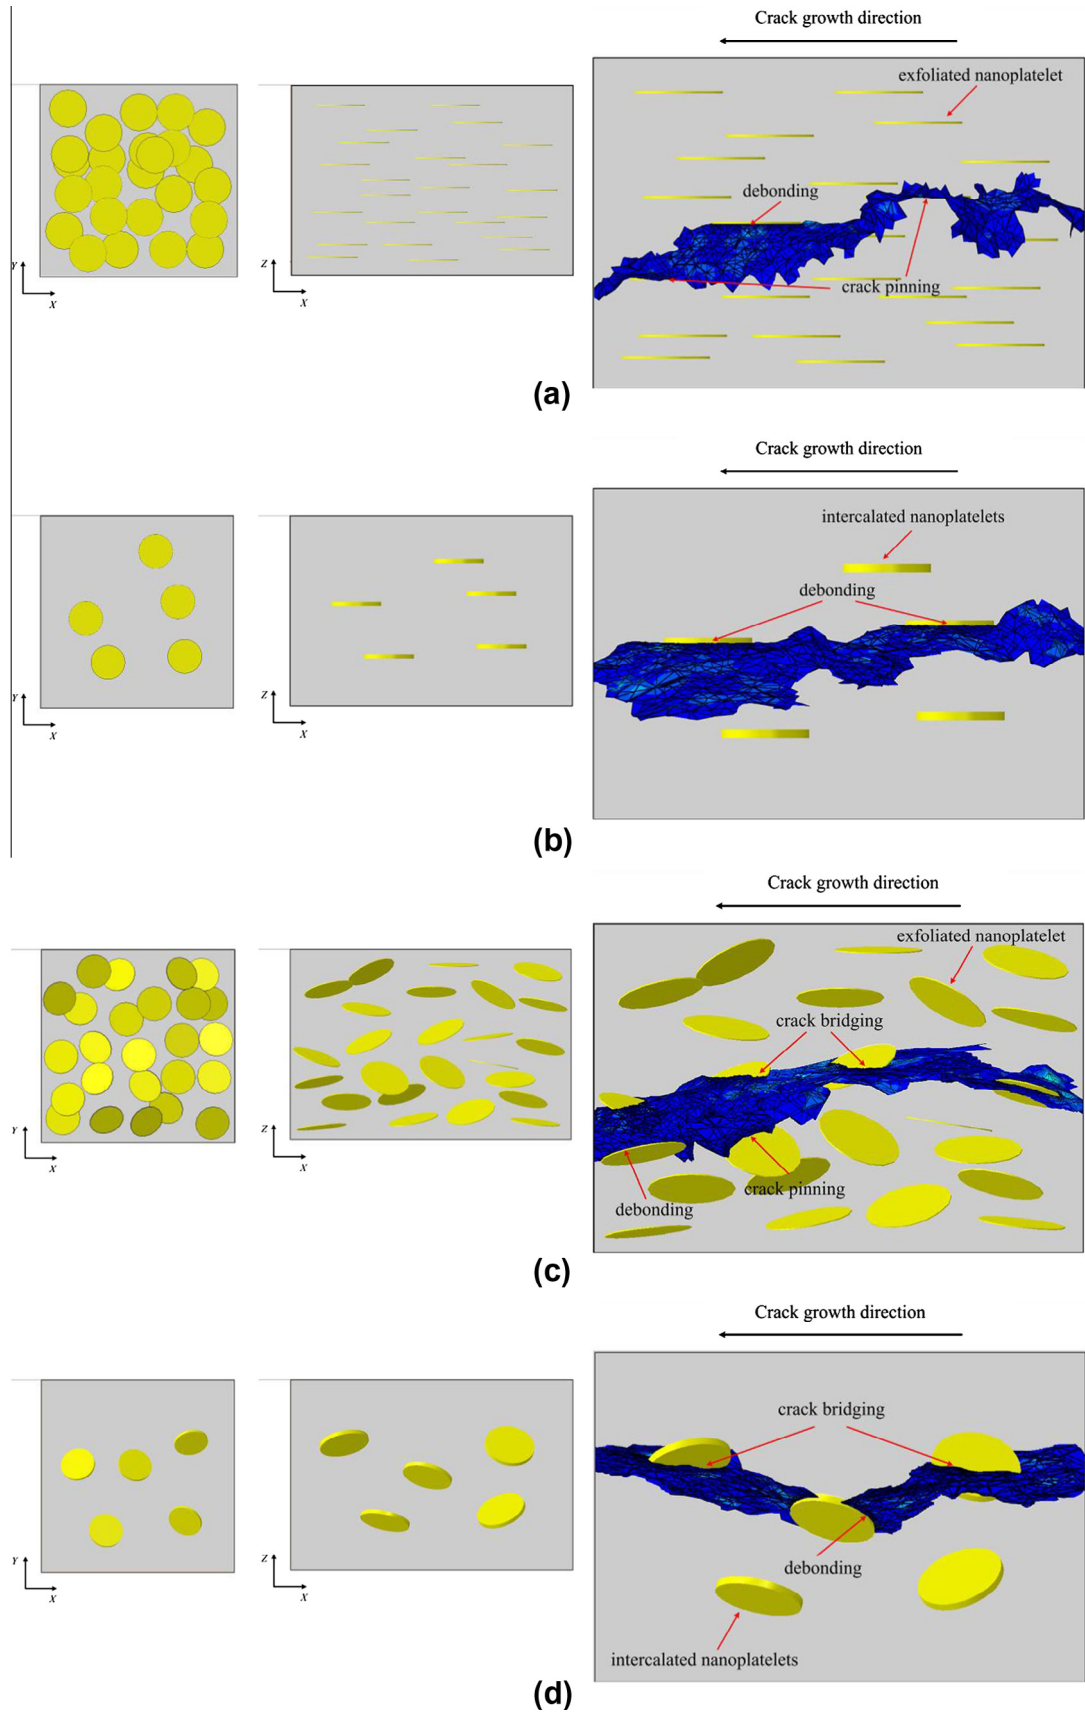 Crack growth direction
exfoliated nanoplatelet
debonding
crack pinning
Y
X
Z
X
(a)
Crack growth direction
intercalated nanoplatelets
debonding
Y
X
Z
X
(b)
Crack growth direction
exfoliated nanoplatelet
crack bridging
crack pinning
debonding
Y
X
Z
X
(c)
Crack growth direction
crack bridging
debonding
intercalated nanoplatelets
Y
X
Z
X
(d)